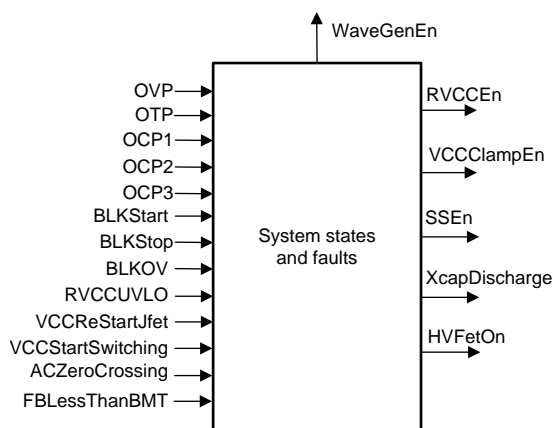 WaveGenEn
OVP
OTP
OCP1
OCP2
OCP3
BLKStart
BLKStop
BLKOV
RVCCUVLO
VCCReStartJfet
VCCStartSwitching
ACZeroCrossing
FBLessThanBMT
System states
and faults
RVCCEn
VCCClampEn
SSEn
XcapDischarge
HVFetOn